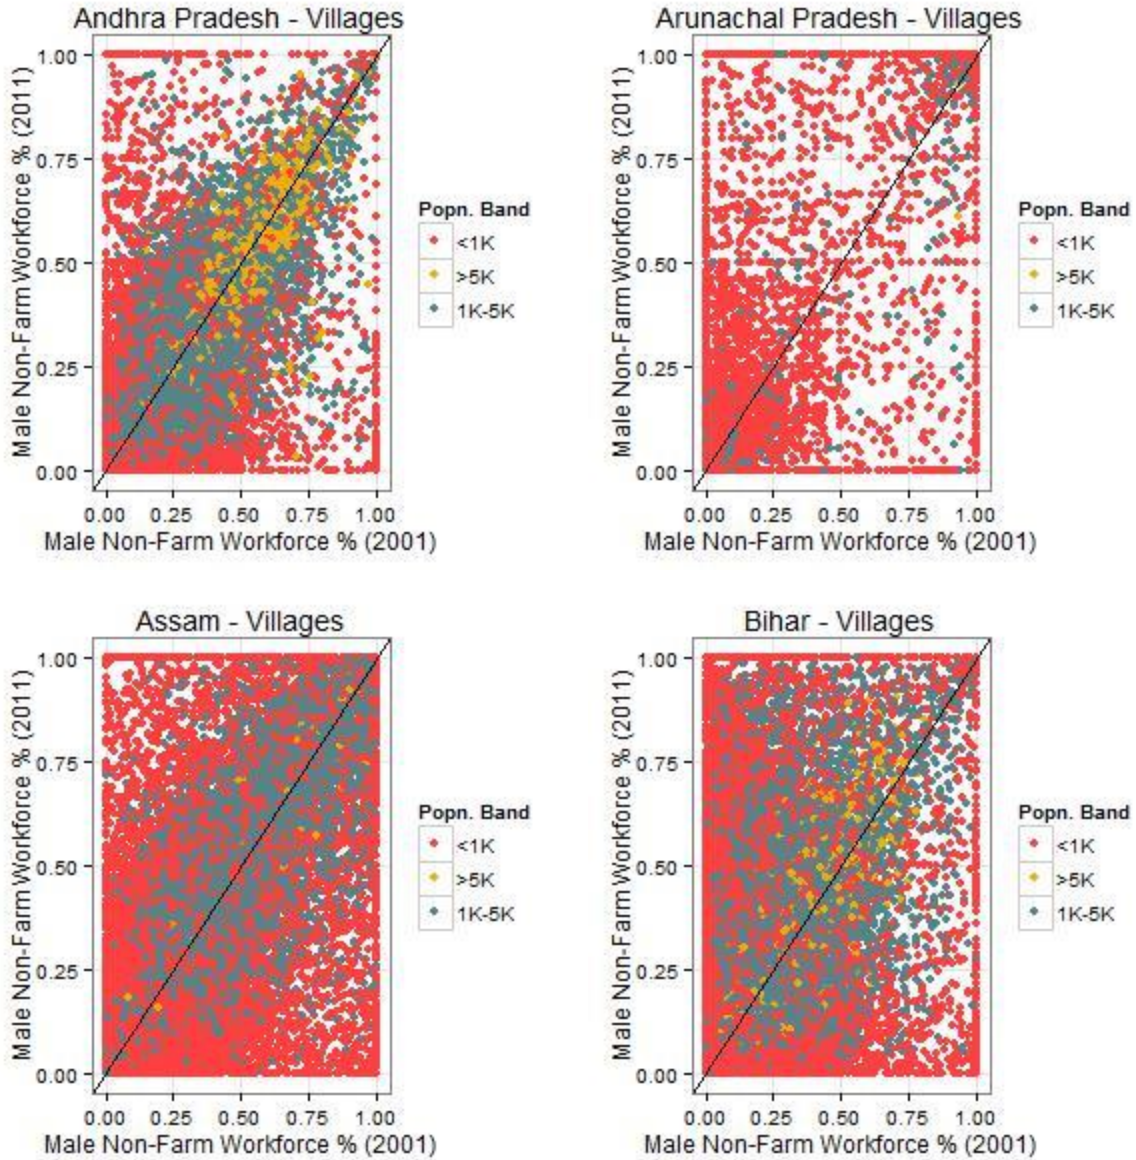 Andhra Pradesh - Villages
Male Non-Farm Workforce % (2011)
1.00
0.75
0.50
0.25
0.00
0.00 0.25 0.50 0.75 1.00
Male Non-Farm Workforce % (2001)
Popn. Band
<1K
>5K
1K-5K
Arunachal Pradesh - Villages
Male Non-Farm Workforce % (2011)
1.00
0.75
0.50
0.25
0.00
0.00 0.25 0.50 0.75 1.00
Male Non-Farm Workforce % (2001)
Popn. Band
<1K
>5K
1K-5K
Assam - Villages
Male Non-Farm Workforce % (2011)
1.00
0.75
0.50
0.25
0.00
0.00 0.25 0.50 0.75 1.00
Male Non-Farm Workforce % (2001)
Popn. Band
<1K
>5K
1K-5K
Bihar - Villages
Male Non-Farm Workforce % (2011)
1.00
0.75
0.50
0.25
0.00
0.00 0.25 0.50 0.75 1.00
Male Non-Farm Workforce % (2001)
Popn. Band
<1K
>5K
1K-5K